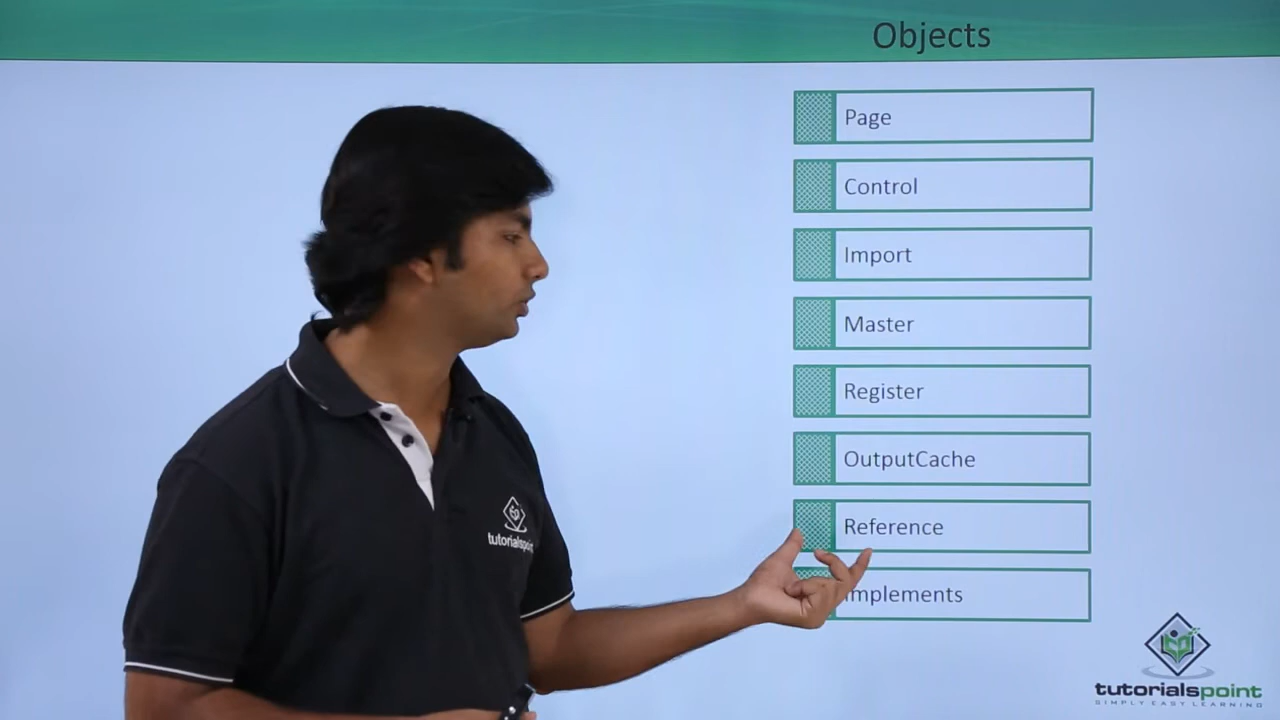 Objects
Page
Control
Import
Master
Register
OutputCache
Reference
Implements
tutorialspoint
tutorialspoint
SIMPLY EASY LEARNING